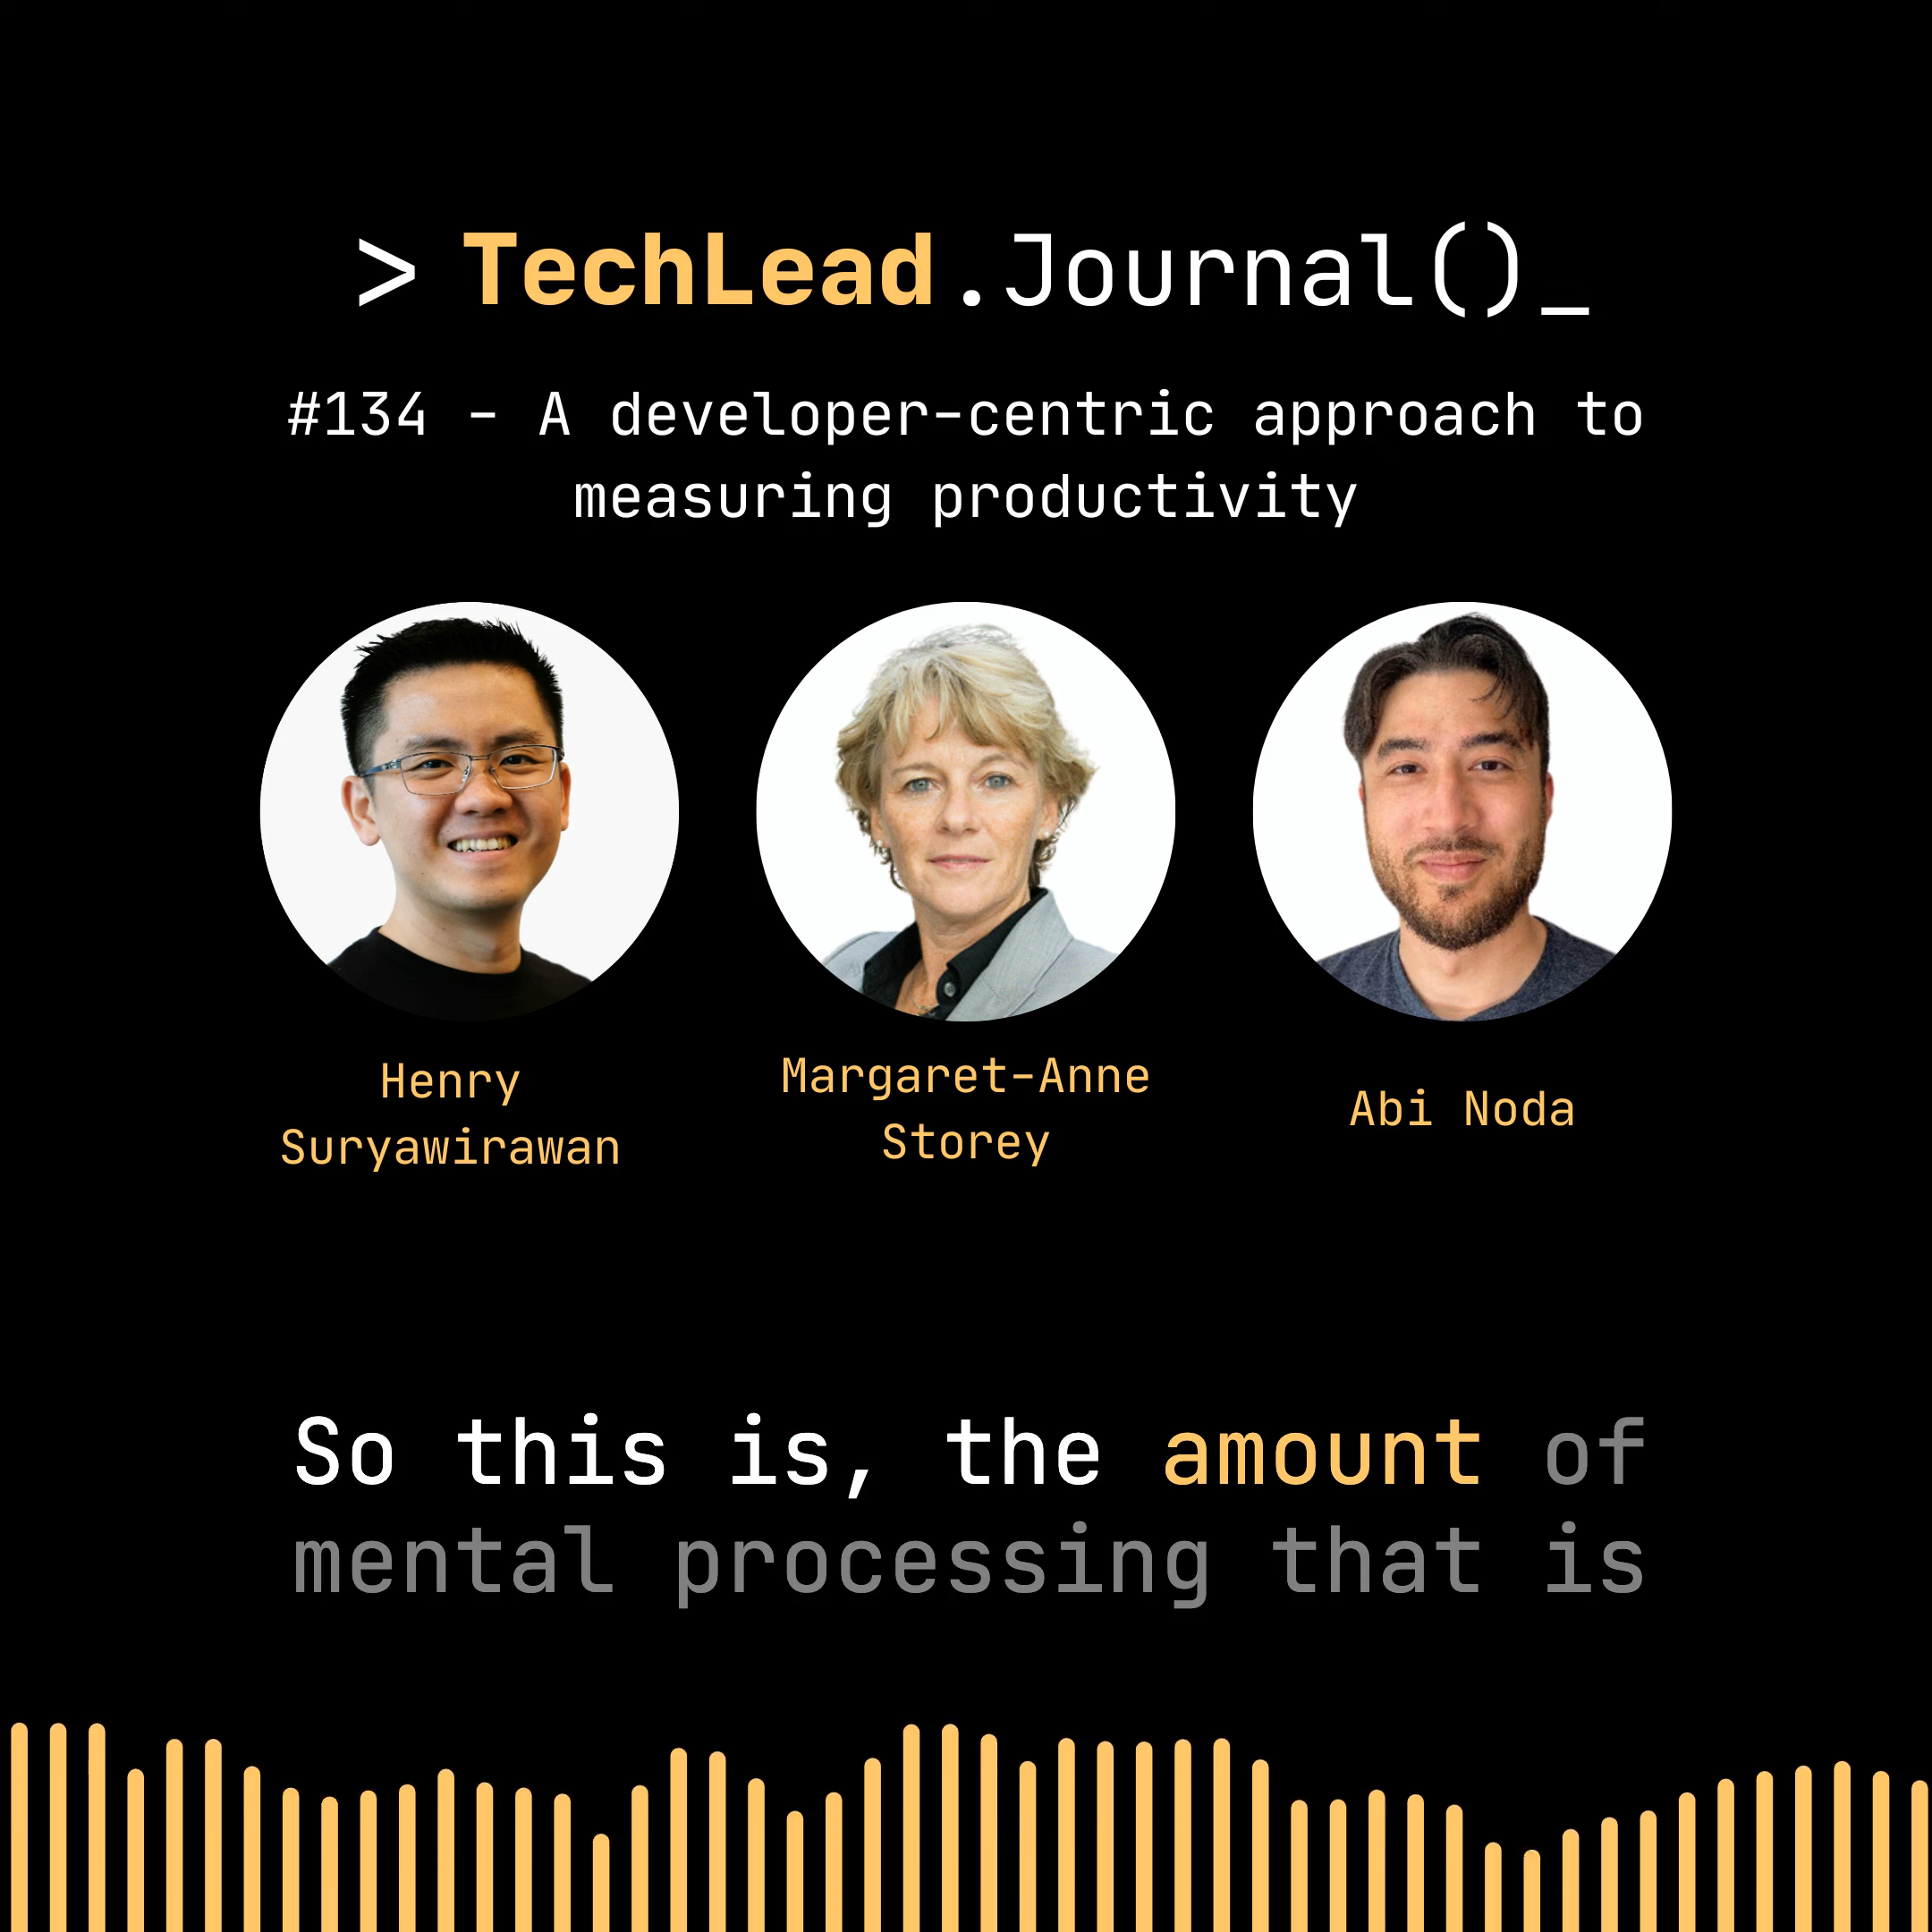 > TechLead.Journal()_
#134 - A developer-centric approach to
measuring productivity
Henry
Suryawirawan
Margaret-Anne
Storey
Abi Noda
So this is, the amount of
mental processing that is